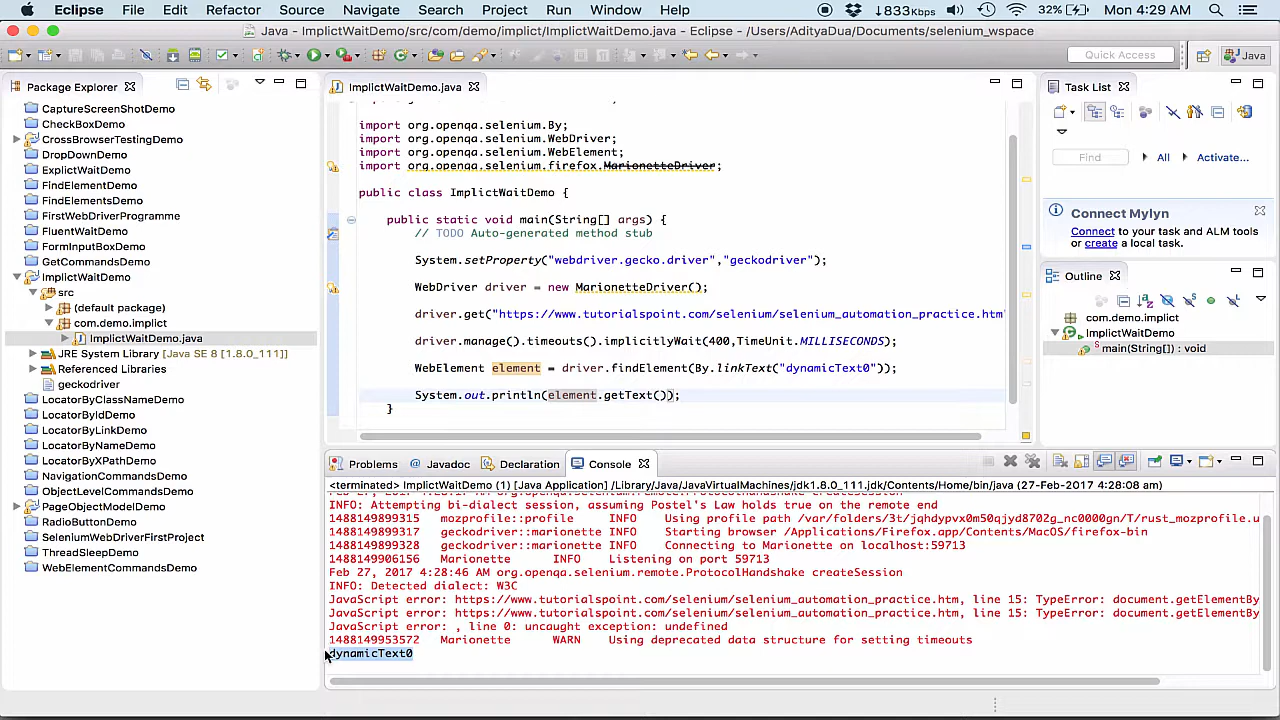 Eclipse File Edit Refactor Source Navigate Search Project Run Window Help ↓833Kbps 32% Mon 4:29 AM
Java - ImplictWaitDemo/src/com/demo/implict/ImplictWaitDemo.java - Eclipse - /Users/AdityaDua/Documents/selenium_wspace
Quick Access Java
Package Explorer
CaptureScreenShotDemo
CheckBoxDemo
CrossBrowserTestingDemo
DropDownDemo
ExplictWaitDemo
FindElementDemo
FindElementsDemo
FirstWebDriverProgramme
FluentWaitDemo
FormInputBoxDemo
GetCommandsDemo
ImplictWaitDemo
src
(default package)
com.demo.implict
ImplictWaitDemo.java
JRE System Library [Java SE 8 [1.8.0_111]]
Referenced Libraries
geckodriver
LocatorByClassNameDemo
LocatorByIdDemo
LocatorByLinkDemo
LocatorByNameDemo
LocatorByXPathDemo
NavigationCommandsDemo
ObjectLevelCommandsDemo
PageObjectModelDemo
RadioButtonDemo
SeleniumWebDriverFirstProject
ThreadSleepDemo
WebElementCommandsDemo
ImplictWaitDemo.java
import org.openqa.selenium.By;
import org.openqa.selenium.WebDriver;
import org.openqa.selenium.WebElement;
import org.openqa.selenium.firefox.MarionetteDriver;
public class ImplictWaitDemo {
public static void main(String[] args) {
// TODO Auto-generated method stub
System.setProperty("webdriver.gecko.driver","geckodriver");
WebDriver driver = new MarionetteDriver();
driver.get("https://www.tutorialspoint.com/selenium/selenium_automation_practice.htm"
driver.manage().timeouts().implicitlyWait(400,TimeUnit.MILLISECONDS);
WebElement element = driver.findElement(By.linkText("dynamicText0"));
System.out.println(element.getText());
}
Task List
Find All Activate...
Connect Mylyn
Connect to your task and ALM tools
or create a local task.
Outline
com.demo.implict
ImplictWaitDemo
main(String[]) : void
Problems @ Javadoc Declaration Console
<terminated> ImplictWaitDemo (1) [Java Application] /Library/Java/JavaVirtualMachines/jdk1.8.0_111.jdk/Contents/Home/bin/java (27-Feb-2017 4:28:08 am)
INFO: Attempting bi-dialect session, assuming Postel's Law holds true on the remote end
1488149899315 mozprofile::profile INFO Using profile path /var/folders/3t/jqhdypvx0m50qjyd8702g_nc0000gn/T/rust_mozprofile.u
1488149899317 geckodriver::marionette INFO Starting browser /Applications/Firefox.app/Contents/MacOS/firefox-bin
1488149899328 geckodriver::marionette INFO Connecting to Marionette on localhost:59713
1488149906156 Marionette INFO Listening on port 59713
Feb 27, 2017 4:28:46 AM org.openqa.selenium.remote.ProtocolHandshake createSession
INFO: Detected dialect: W3C
JavaScript error: https://www.tutorialspoint.com/selenium/selenium_automation_practice.htm, line 15: TypeError: document.getElementBy
JavaScript error: https://www.tutorialspoint.com/selenium/selenium_automation_practice.htm, line 15: TypeError: document.getElementBy
JavaScript error: , line 0: uncaught exception: undefined
1488149953572 Marionette WARN Using deprecated data structure for setting timeouts
dynamicText0